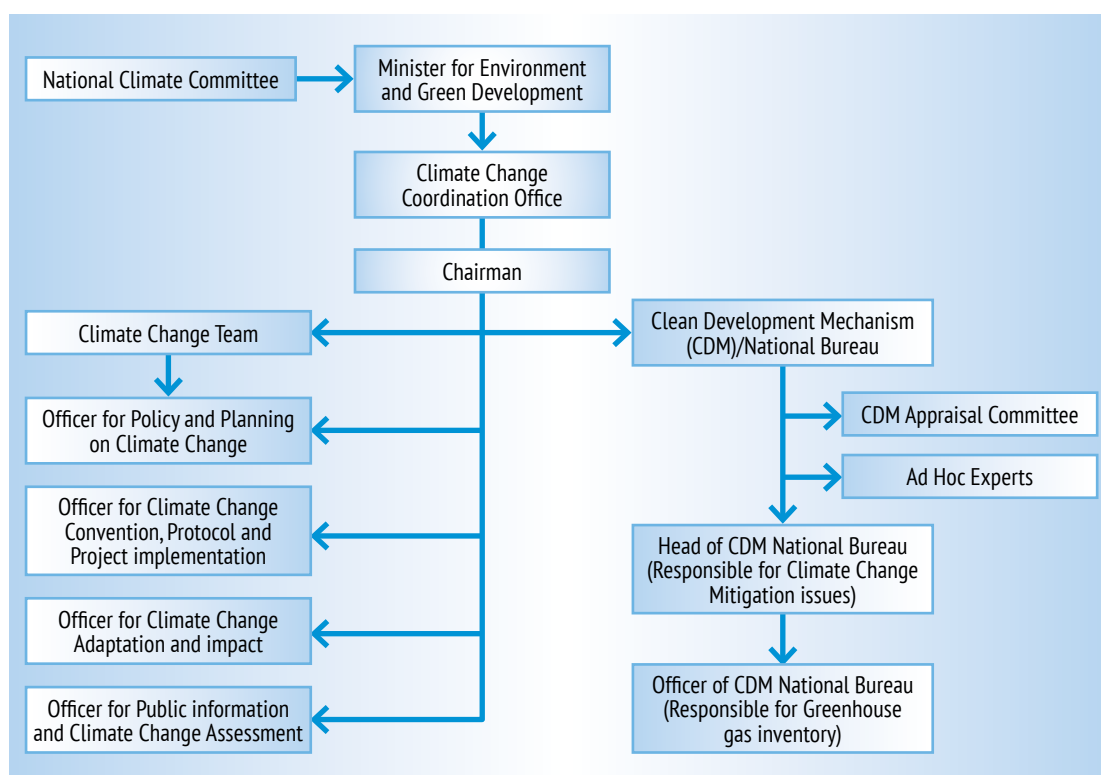 National Climate Committee
Minister for Environment
and Green Development
Climate Change
Coordination Office
Chairman
Climate Change Team
Clean Development Mechanism
(CDM)/National Bureau
Officer for Policy and Planning
on Climate Change
CDM Appraisal Committee
Ad Hoc Experts
Officer for Climate Change
Convention, Protocol and
Project implementation
Head of CDM National Bureau
(Responsible for Climate Change
Mitigation issues)
Officer for Climate Change
Adaptation and impact
Officer of CDM National Bureau
(Responsible for Greenhouse
gas inventory)
Officer for Public information
and Climate Change Assessment